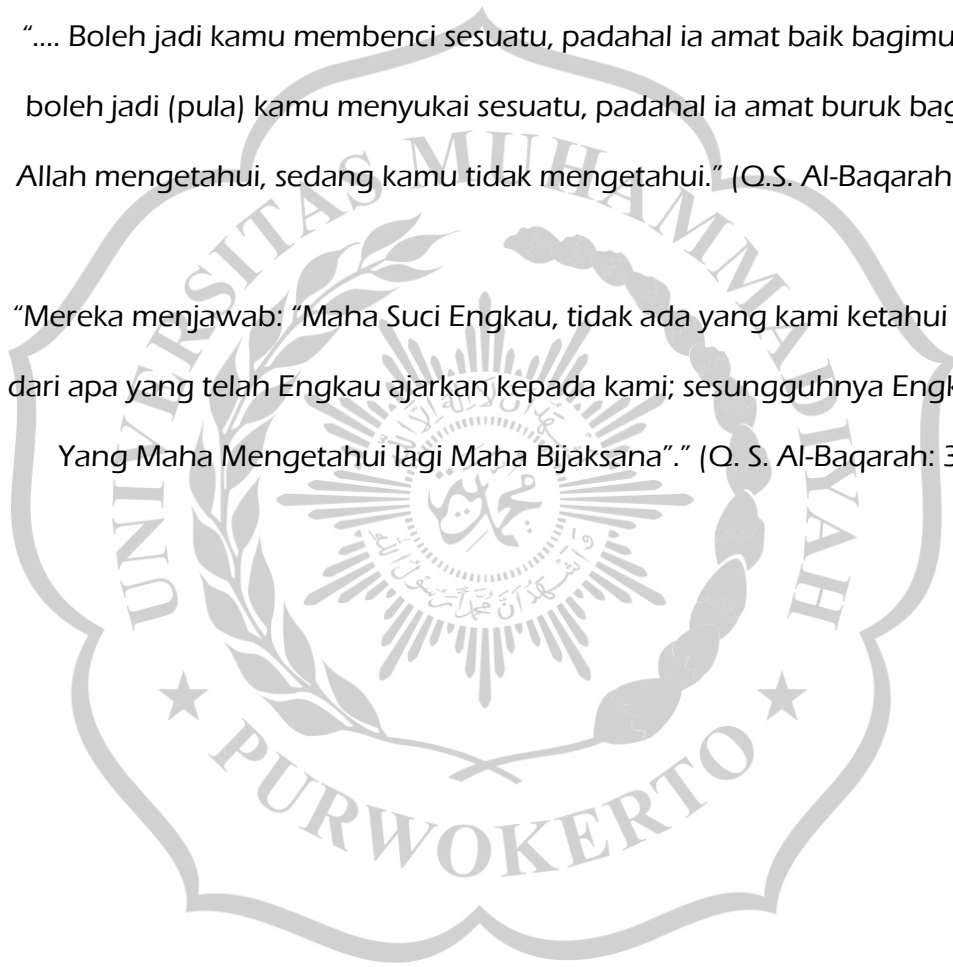 “.... Boleh jadi kamu membenci sesuatu, padahal ia amat baik bagimu
boleh jadi (pula) kamu menyukai sesuatu, padahal ia amat buruk
Allah mengetahui, sedang kamu tidak mengetahui.” (Q.S. Al-Baqarah
“Mereka menjawab: “Maha Suci Engkau, tidak ada yang kami ketahui
dari apa yang telah Engkau ajarkan kepada kami; sesungguhnya
Yang Maha Mengetahui lagi Maha Bijaksana”.” (Q. S. Al-Baqarah:
UNIVERSITAS MUHAMMADIYAH
PURWOKERTO
محمد